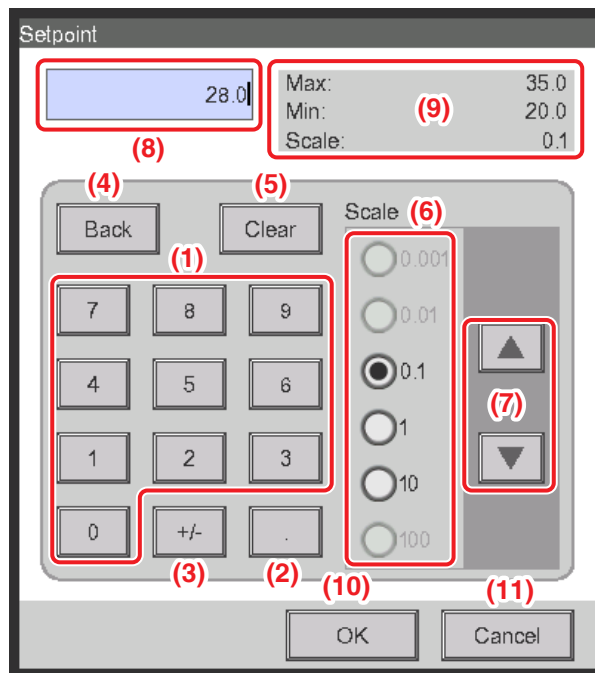 Setpoint
28.0
(8)
Max: 35.0
Min: (9) 20.0
Scale: 0.1
(4) (5)
Back Clear Scale (6)
(1)
0.001
7 8 9
0.01
4 5 6
0.1
(7)
1 2 3
1
10
0 +/- .
100
(3) (2) (10) (11)
OK Cancel